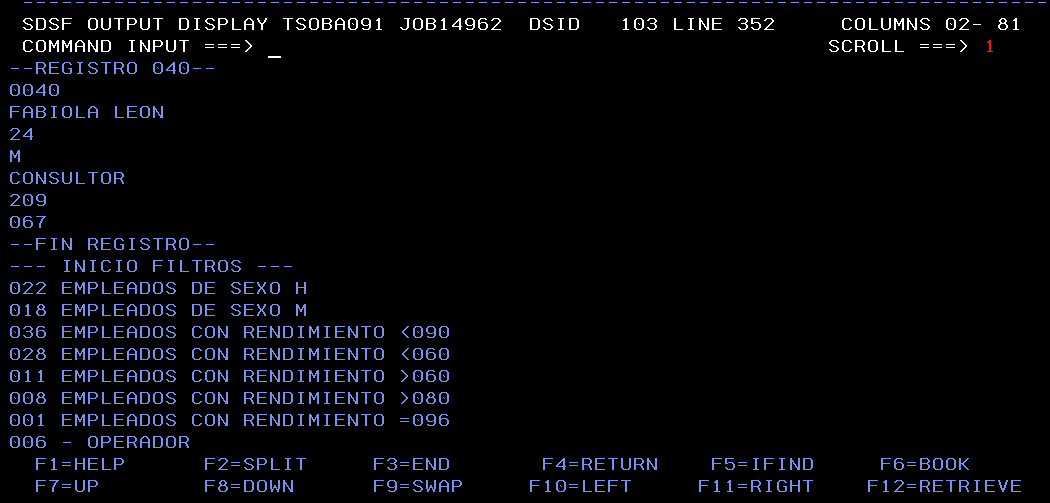 SDSF OUTPUT DISPLAY TSOBA091 JOB14962 DSID 103 LINE 352 COLUMNS 02- 81
COMMAND INPUT ===> _ SCROLL ===> 1
--REGISTRO 040--
0040
FABIOLA LEON
24
M
CONSULTOR
209
067
--FIN REGISTRO--
--- INICIO FILTROS ---
022 EMPLEADOS DE SEXO H
018 EMPLEADOS DE SEXO M
036 EMPLEADOS CON RENDIMIENTO <090
028 EMPLEADOS CON RENDIMIENTO <060
011 EMPLEADOS CON RENDIMIENTO >060
008 EMPLEADOS CON RENDIMIENTO >080
001 EMPLEADOS CON RENDIMIENTO =096
006 - OPERADOR
F1=HELP F2=SPLIT F3=END F4=RETURN F5=IFIND F6=BOOK
F7=UP F8=DOWN F9=SWAP F10=LEFT F11=RIGHT F12=RETRIEVE